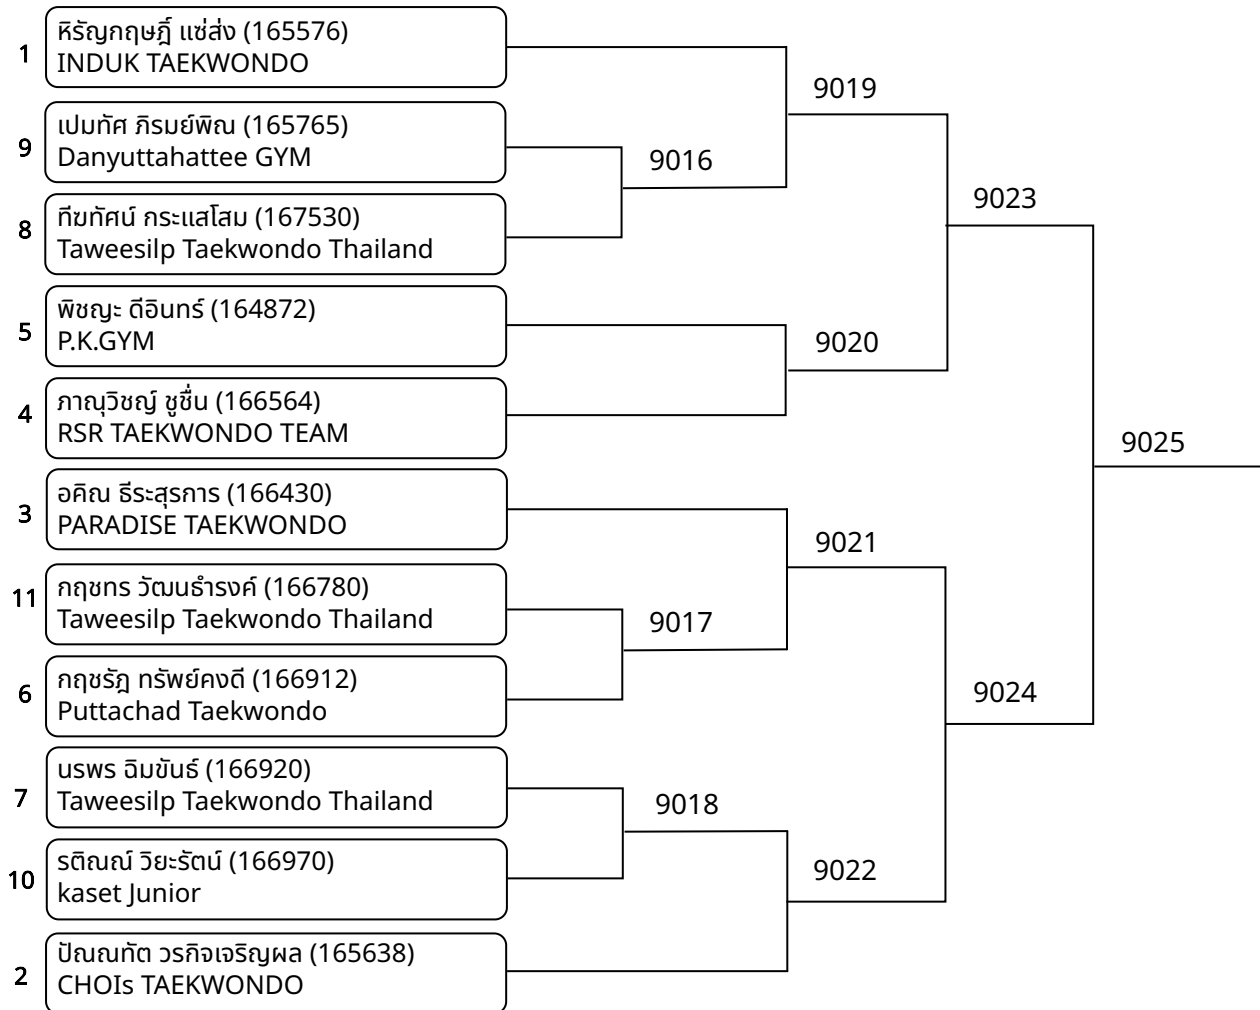 1
หิรัญกฤษฎิ์ แซ่ส่ง (165576)
INDUK TAEKWONDO
9
เปมทัศ ภิรมย์พิณ (165765)
Danyuttahattee GYM
8
ทีฆทัศน์ กระแสโสม (167530)
Taweesilp Taekwondo Thailand
5
พิชญะ ดีอินทร์ (164872)
P.K.GYM
4
ภาณุวิชญ์ ชูชื่น (166564)
RSR TAEKWONDO TEAM
3
อคิณ ธีระสุรการ (166430)
PARADISE TAEKWONDO
11
กฤชทร วัฒนธำรงค์ (166780)
Taweesilp Taekwondo Thailand
6
กฤชรัฎ ทรัพย์คงดี (166912)
Puttachad Taekwondo
7
นรพร ฉิมขันธ์ (166920)
Taweesilp Taekwondo Thailand
10
รติณณ์ วิยะรัตน์ (166970)
kaset Junior
2
ปัณณทัต วรกิจเจริญผล (165638)
CHOIs TAEKWONDO
9016
9017
9018
9019
9020
9021
9022
9023
9024
9025